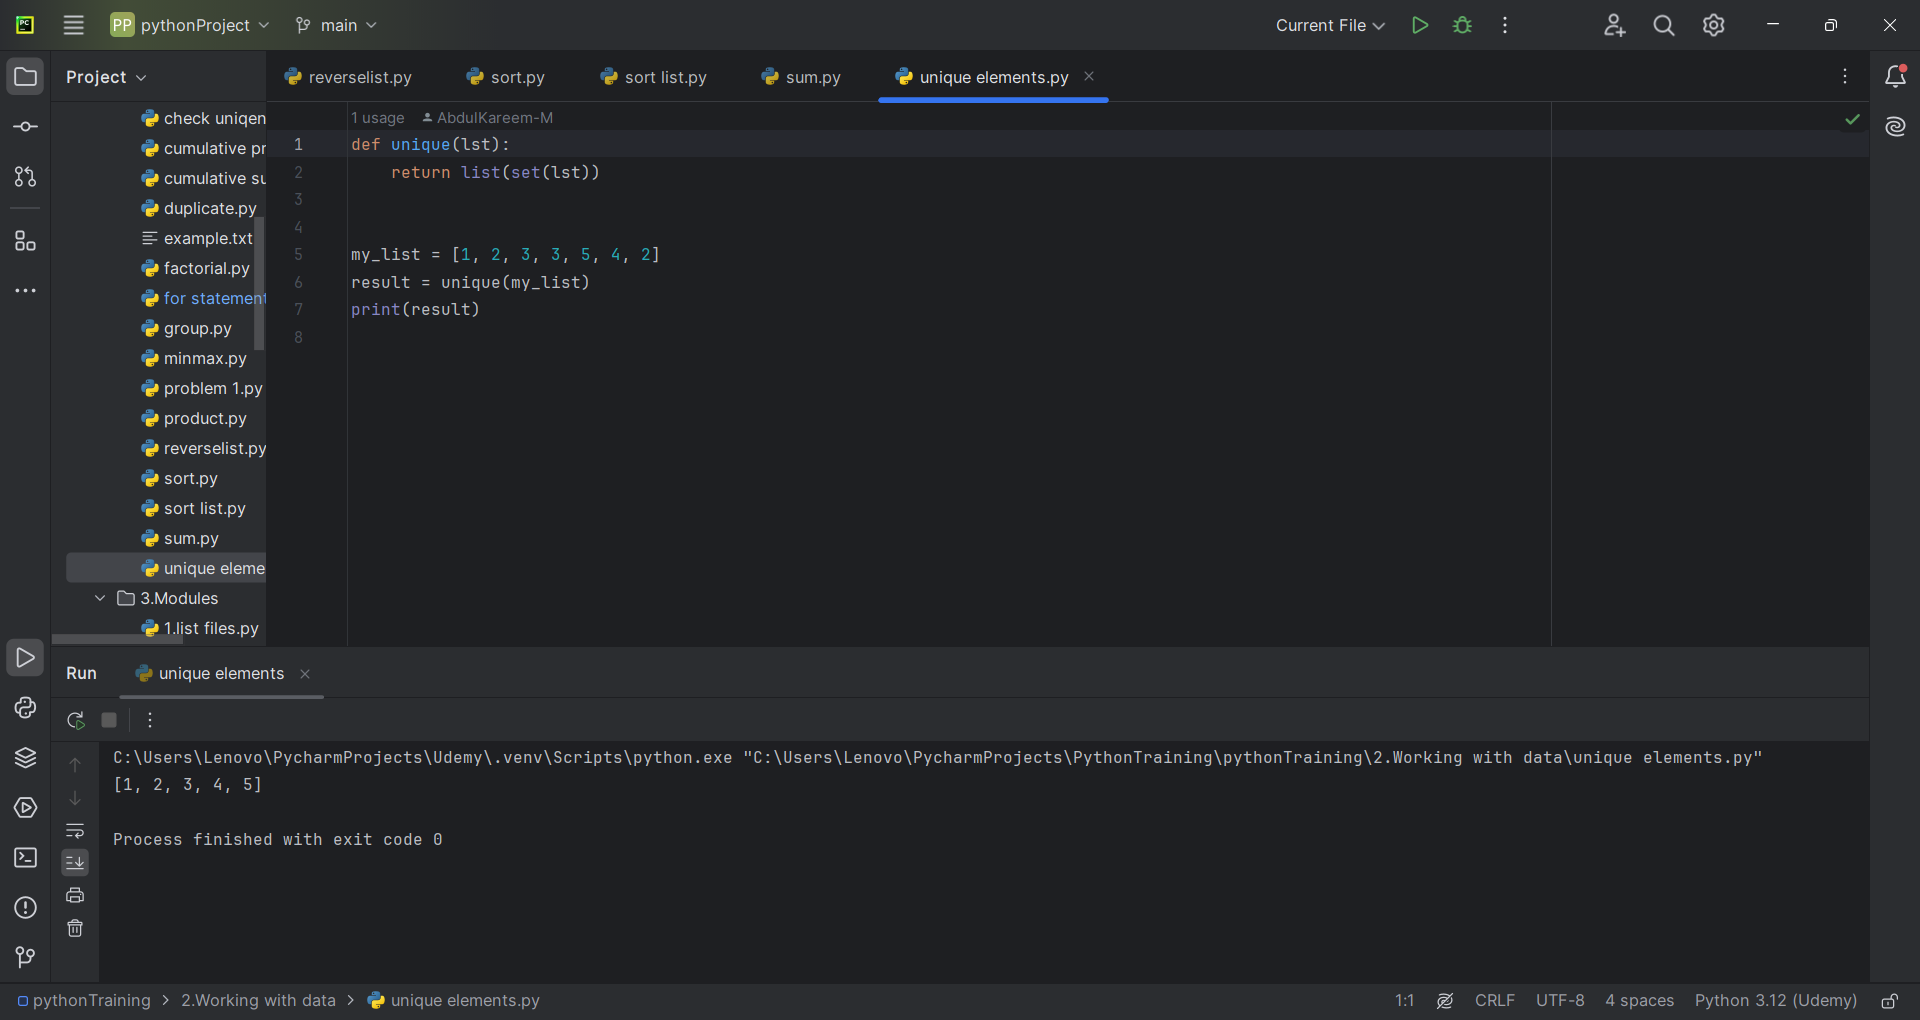 PC
PP pythonProject
main
Current File
Project
reverselist.py
sort.py
sort list.py
sum.py
unique elements.py
check uniqen
cumulative pr
cumulative su
duplicate.py
example.txt
factorial.py
for statement
group.py
minmax.py
problem 1.py
product.py
reverselist.py
sort.py
sort list.py
sum.py
unique eleme
3.Modules
1.list files.py
1 usage AbdulKareem-M
1 def unique(lst):
2 return list(set(lst))
3
4
5 my_list = [1, 2, 3, 3, 5, 4, 2]
6 result = unique(my_list)
7 print(result)
8
Run
unique elements
C:\Users\Lenovo\PycharmProjects\Udemy\.venv\Scripts\python.exe "C:\Users\Lenovo\PycharmProjects\PythonTraining\pythonTraining\2.Working with data\unique elements.py"
[1, 2, 3, 4, 5]
Process finished with exit code 0
pythonTraining > 2.Working with data > unique elements.py
1:1
CRLF
UTF-8
4 spaces
Python 3.12 (Udemy)